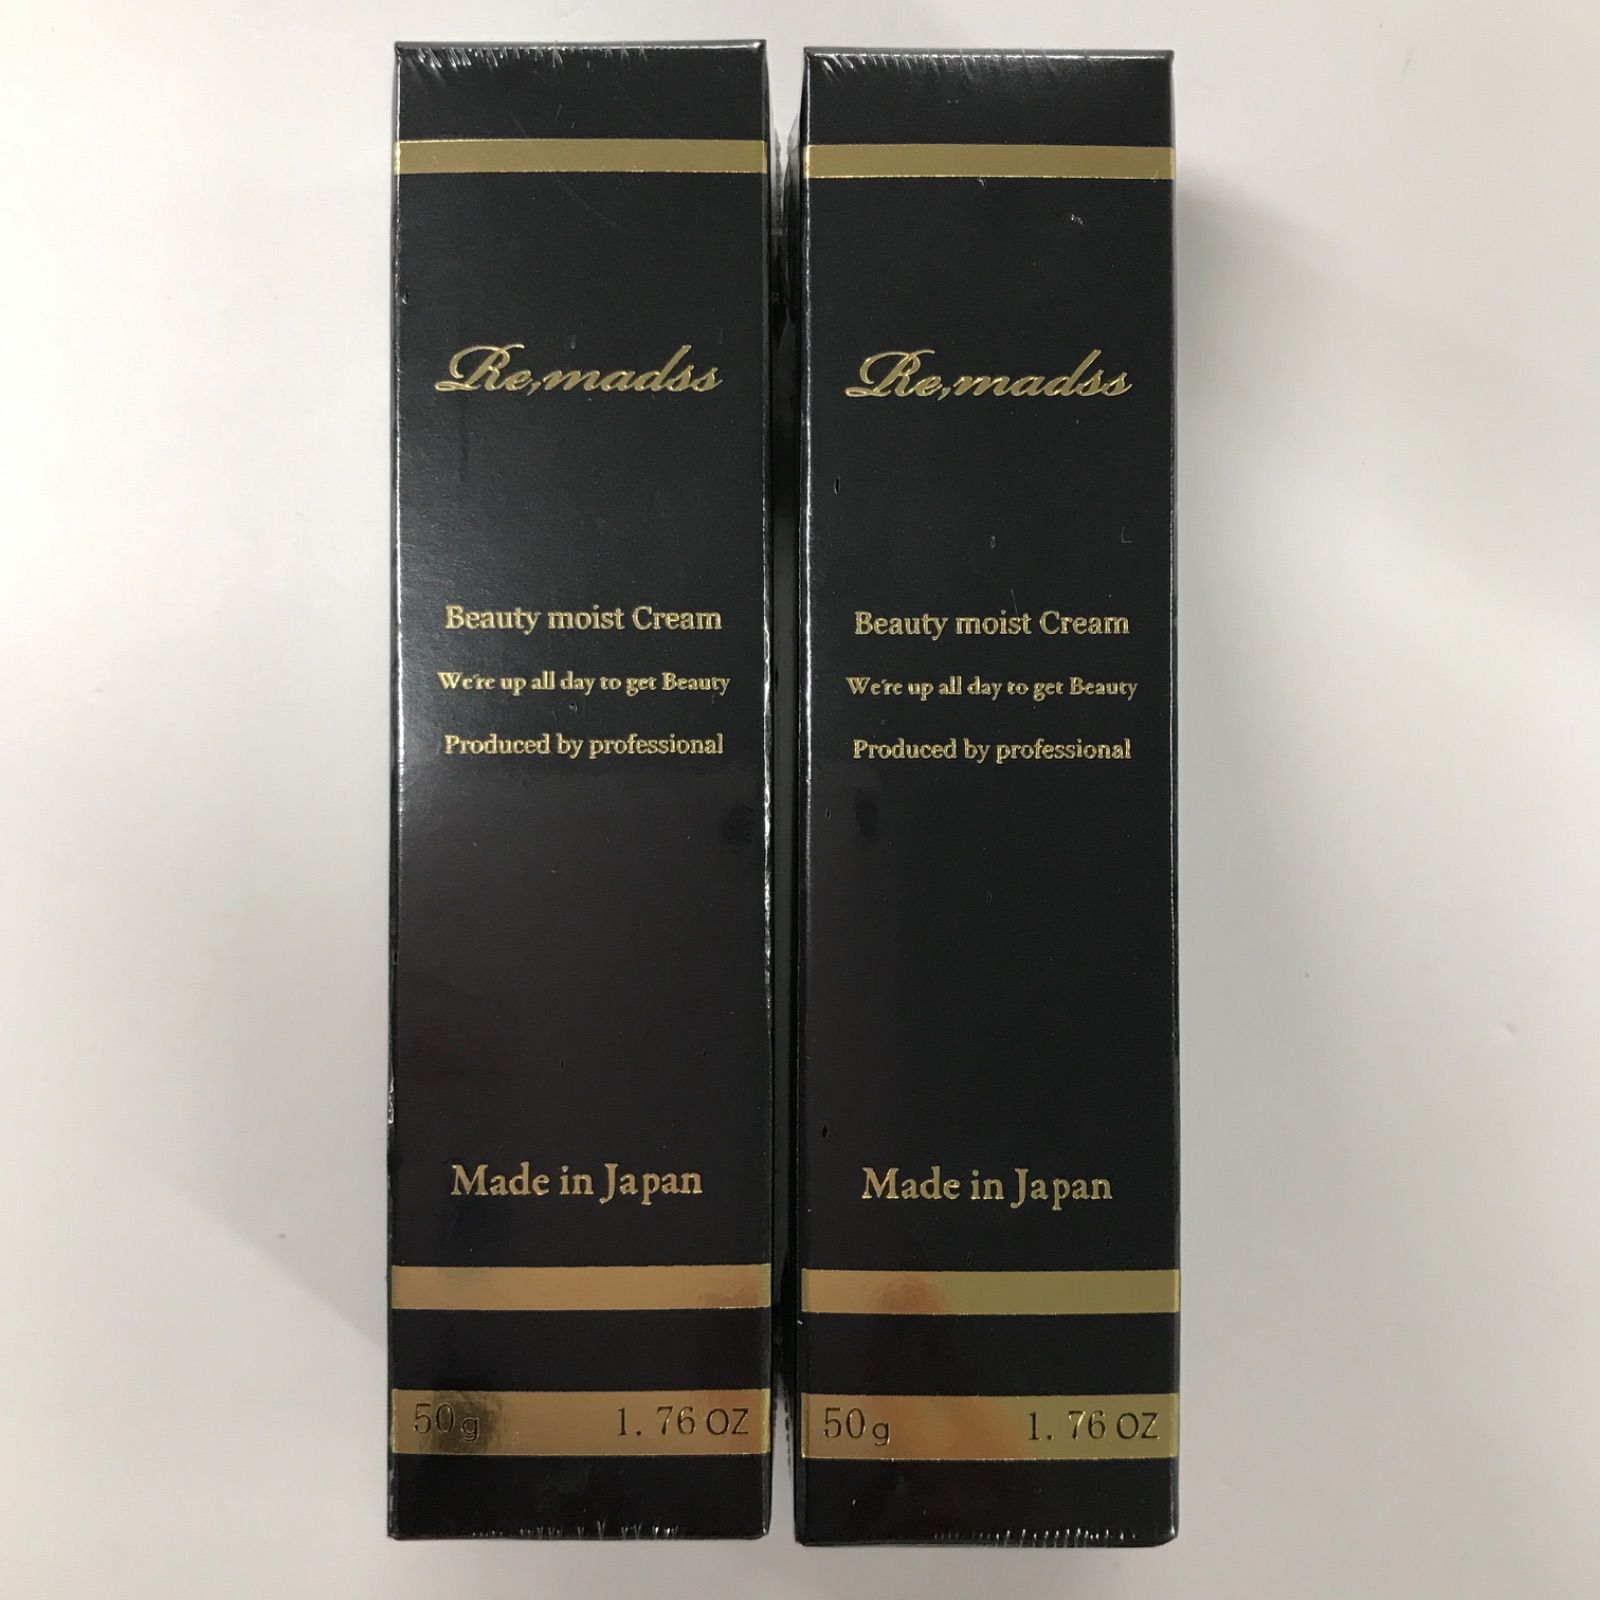 Re,madss
Beauty moist Cream
We're up all day to get Beauty
Produced by professional
Made in Japan
50g 1.76 OZ
Re,madss
Beauty moist Cream
We're up all day to get Beauty
Produced by professional
Made in Japan
50g 1.76 OZ